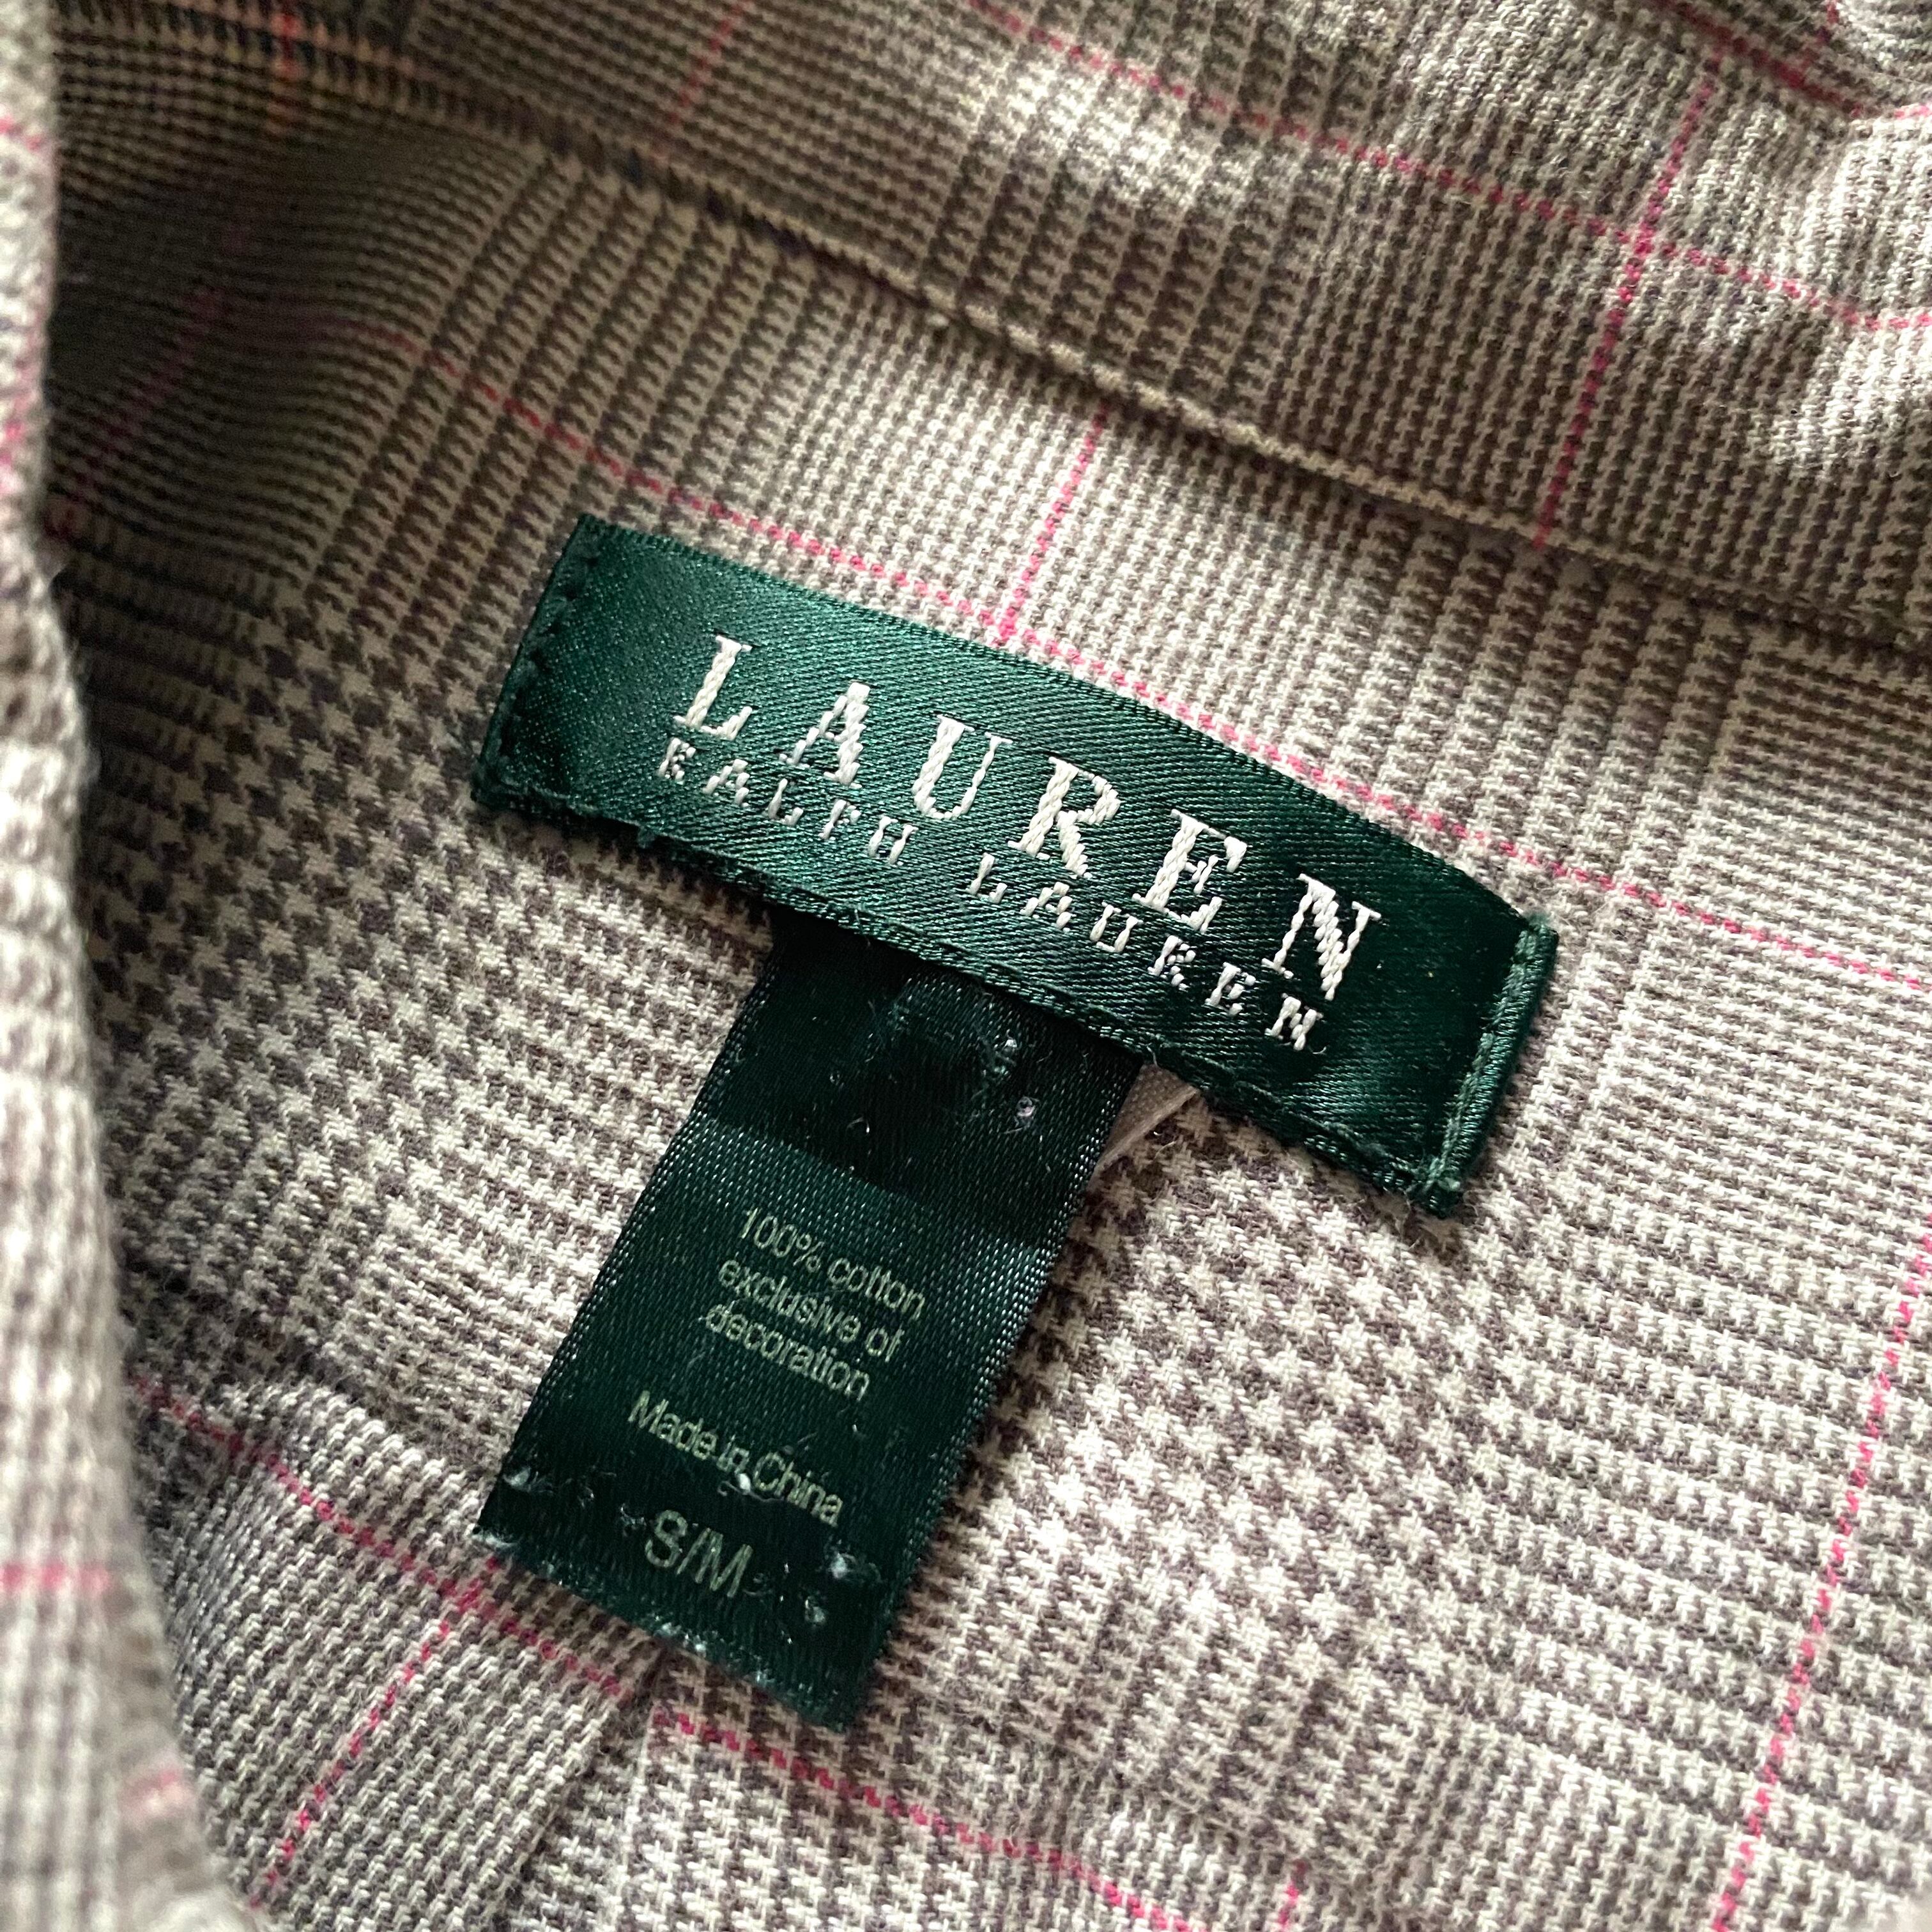 LAUREN
RALPH LAUREN
100% cotton
exclusive of
decoration
Made in China
S/M